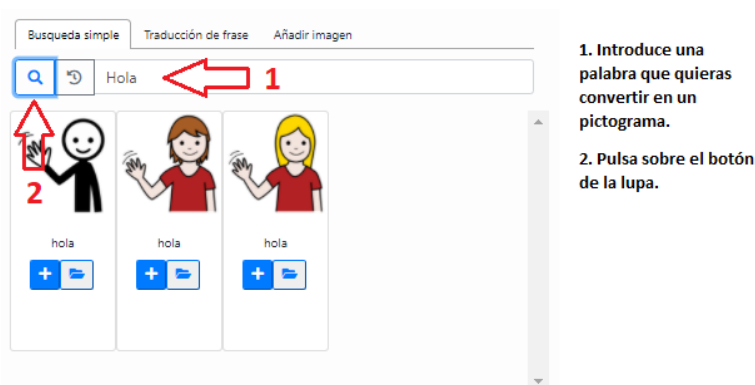 Busqueda simple Traducción de frase Añadir imagen
Hola 1
2
hola hola hola
1. Introduce una
palabra que quieras
convertir en un
pictograma.
2. Pulsa sobre el botón
de la lupa.